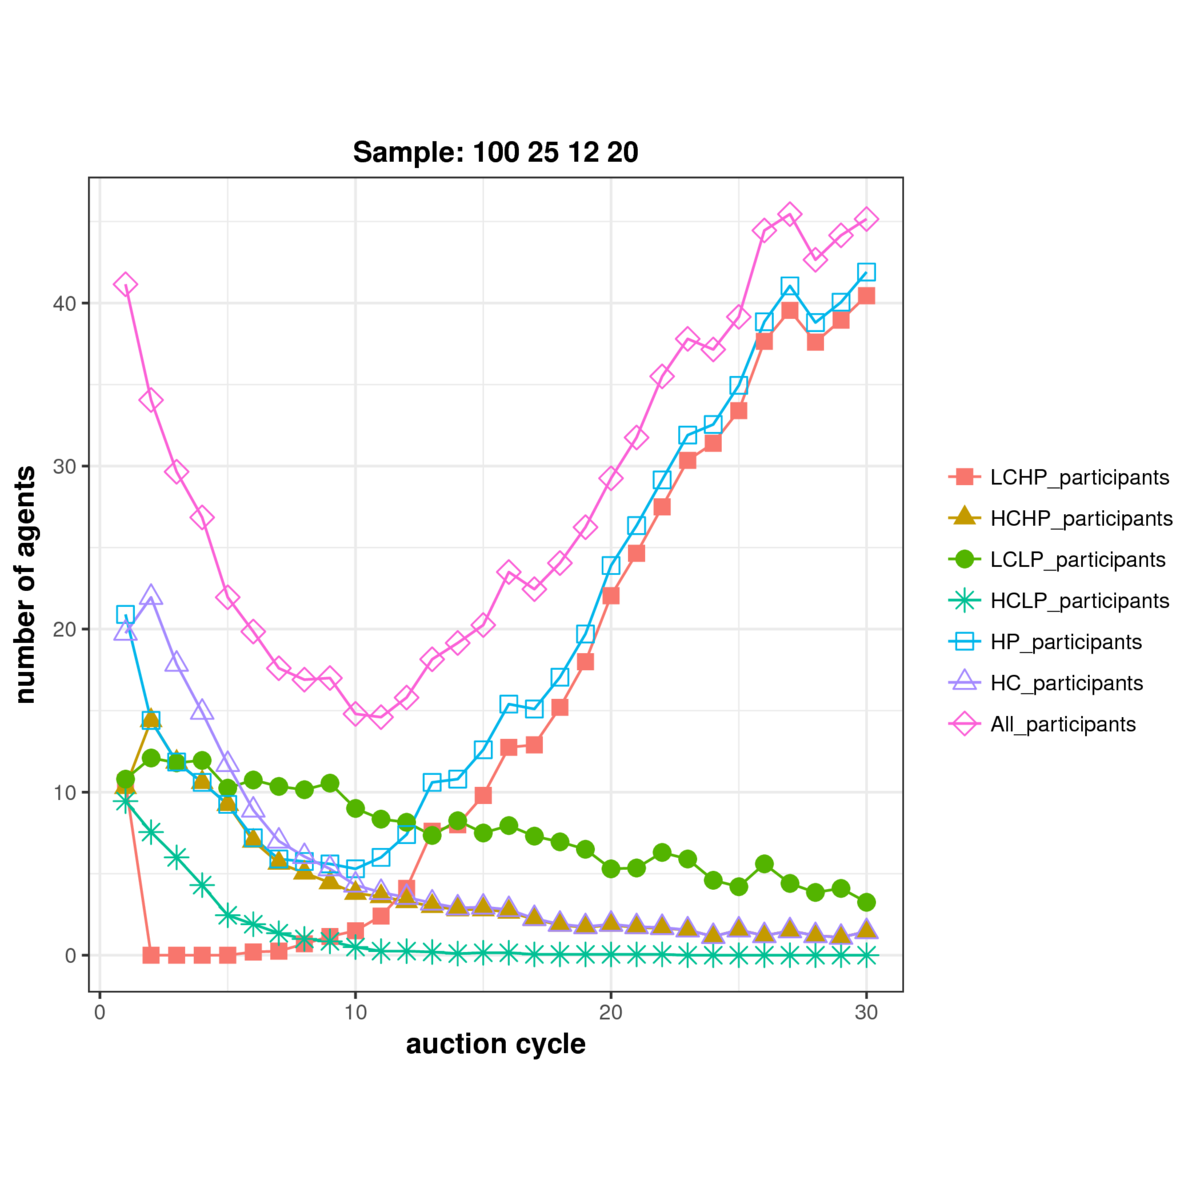 Sample: 100 25 12 20
number of agents
40
30
20
10
0
0 10 20 30
auction cycle
LCHP_participants
HCHP_participants
LCLP_participants
HCLP_participants
HP_participants
HC_participants
All_participants